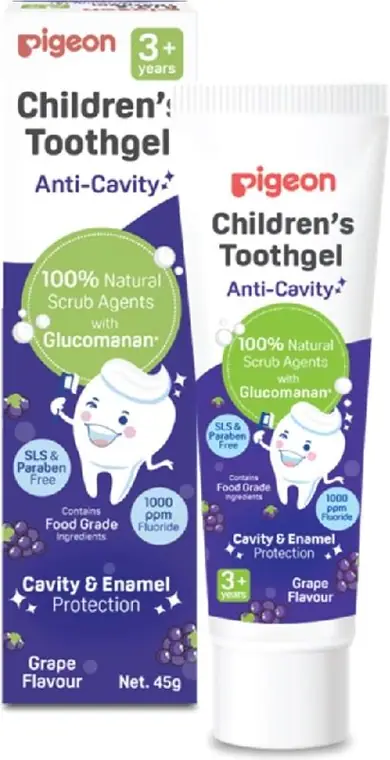 pigeon
3+
years
Children's
Toothgel
Anti-Cavity
100% Natural
Scrub Agents
with
Glucomanan*
SLS &
Paraben
Free
Contains
Food Grade
Ingredients
1000
ppm
Fluoride
Cavity & Enamel
Protection
Grape
Flavour
Net. 45g
pigeon
Children's
Toothgel
Anti-Cavity
100% Natural
Scrub Agents
with
Glucomanan*
SLS &
Paraben
Free
Contains
Food Grade
Ingredients
1000
ppm
Fluoride
Cavity & Enamel
Protection
3+
years
Grape
Flavour